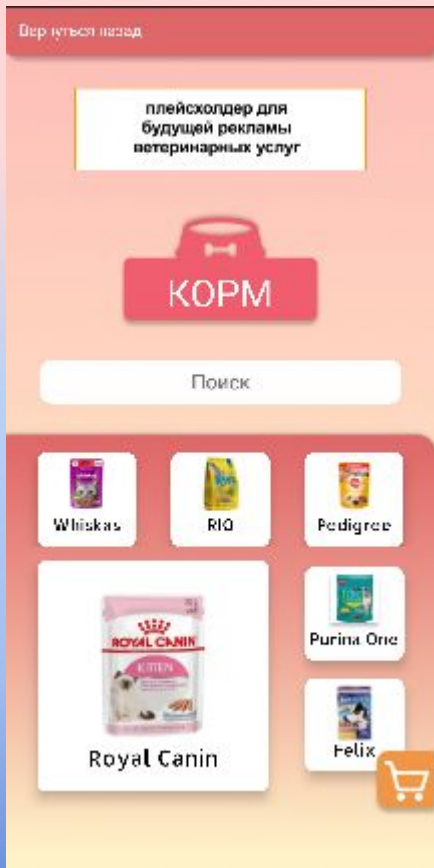 Вернуться назад
плейсхолдер для
будущей рекламы
ветеринарных услуг
КОРМ
Поиск
Whiskas
RIO
Pedigree
ROYAL CANIN
KITTEN
Royal Canin
Purina One
Felix